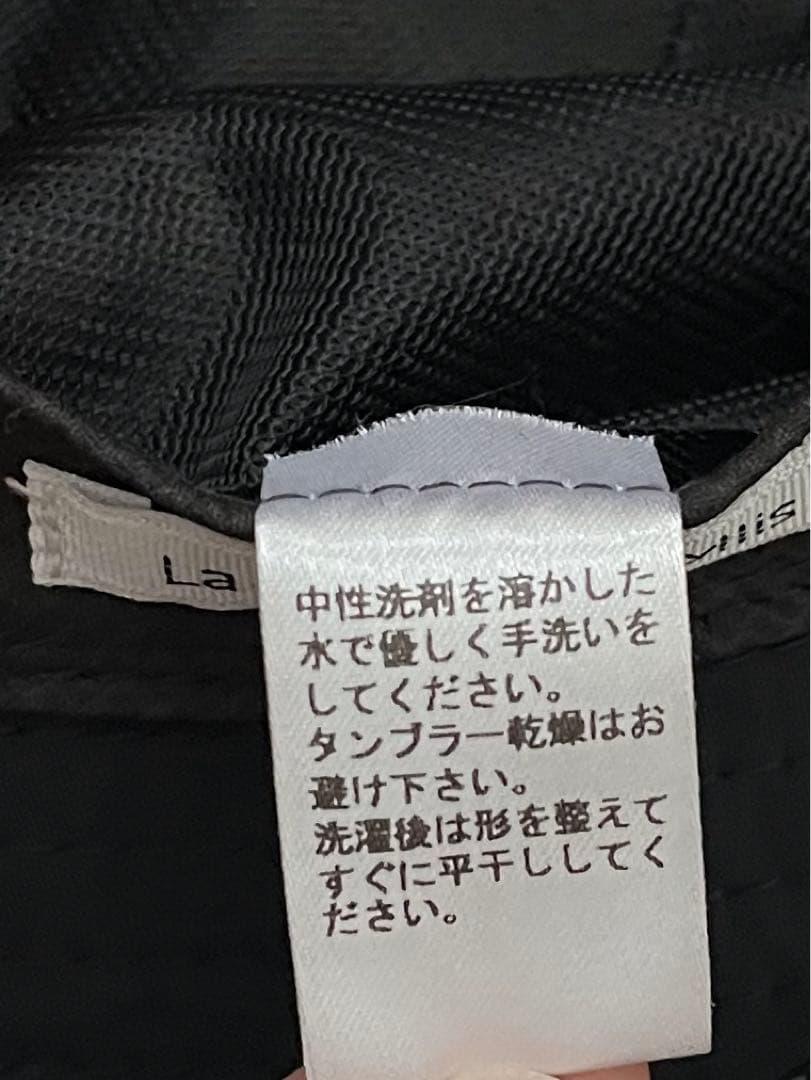 La
中性洗剤を溶かした
水で優しく手洗いを
してください。
タンブラー乾燥はお
避け下さい。
洗濯後は形を整えて
すぐに平干ししてく
ださい。